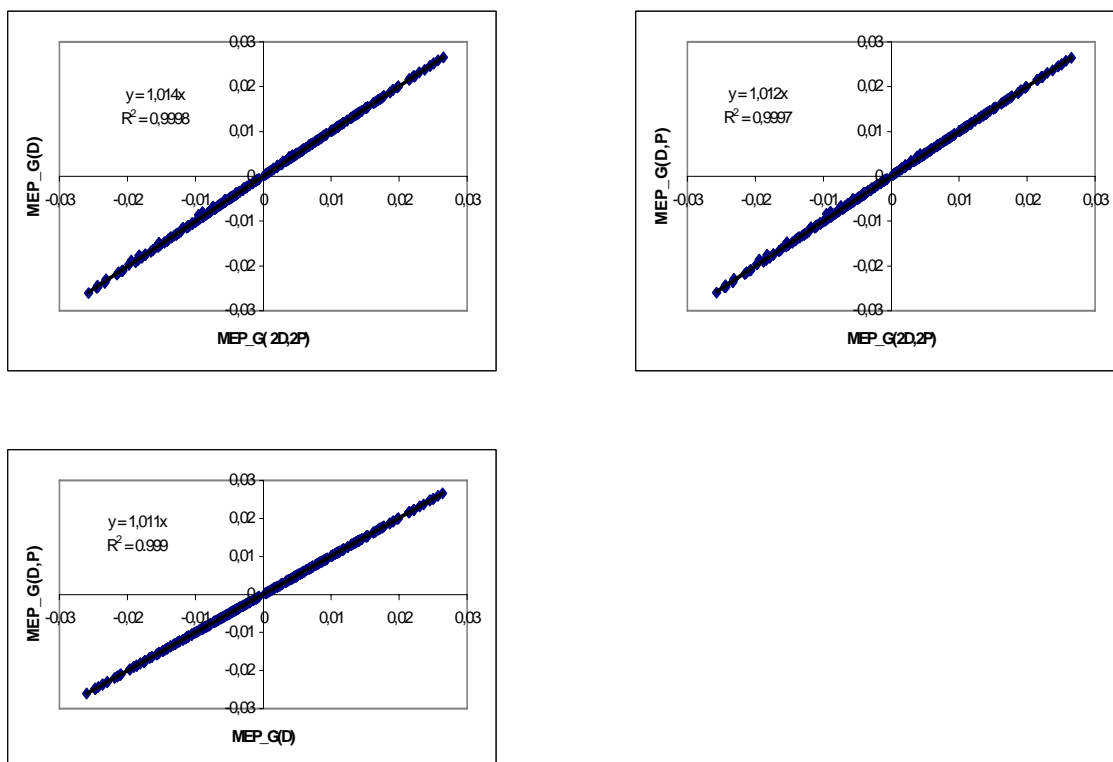 0,03
0,02
0,01
0
-0,01
-0,02
-0,03
-0,03 -0,02 -0,01 0 0,01 0,02 0,03
y = 1,014x
R² = 0,9998
MEP_G(D)
MEP_G( 2D,2P)
0,03
0,02
0,01
0
-0,01
-0,02
-0,03
-0,03 -0,02 -0,01 0 0,01 0,02 0,03
y = 1,012x
R² = 0,9997
MEP_G(D,P)
MEP_G(2D,2P)
0,03
0,02
0,01
0
-0,01
-0,02
-0,03
-0,03 -0,02 -0,01 0 0,01 0,02 0,03
y = 1,011x
R² = 0.999
MEP_G(D,P)
MEP_G(D)